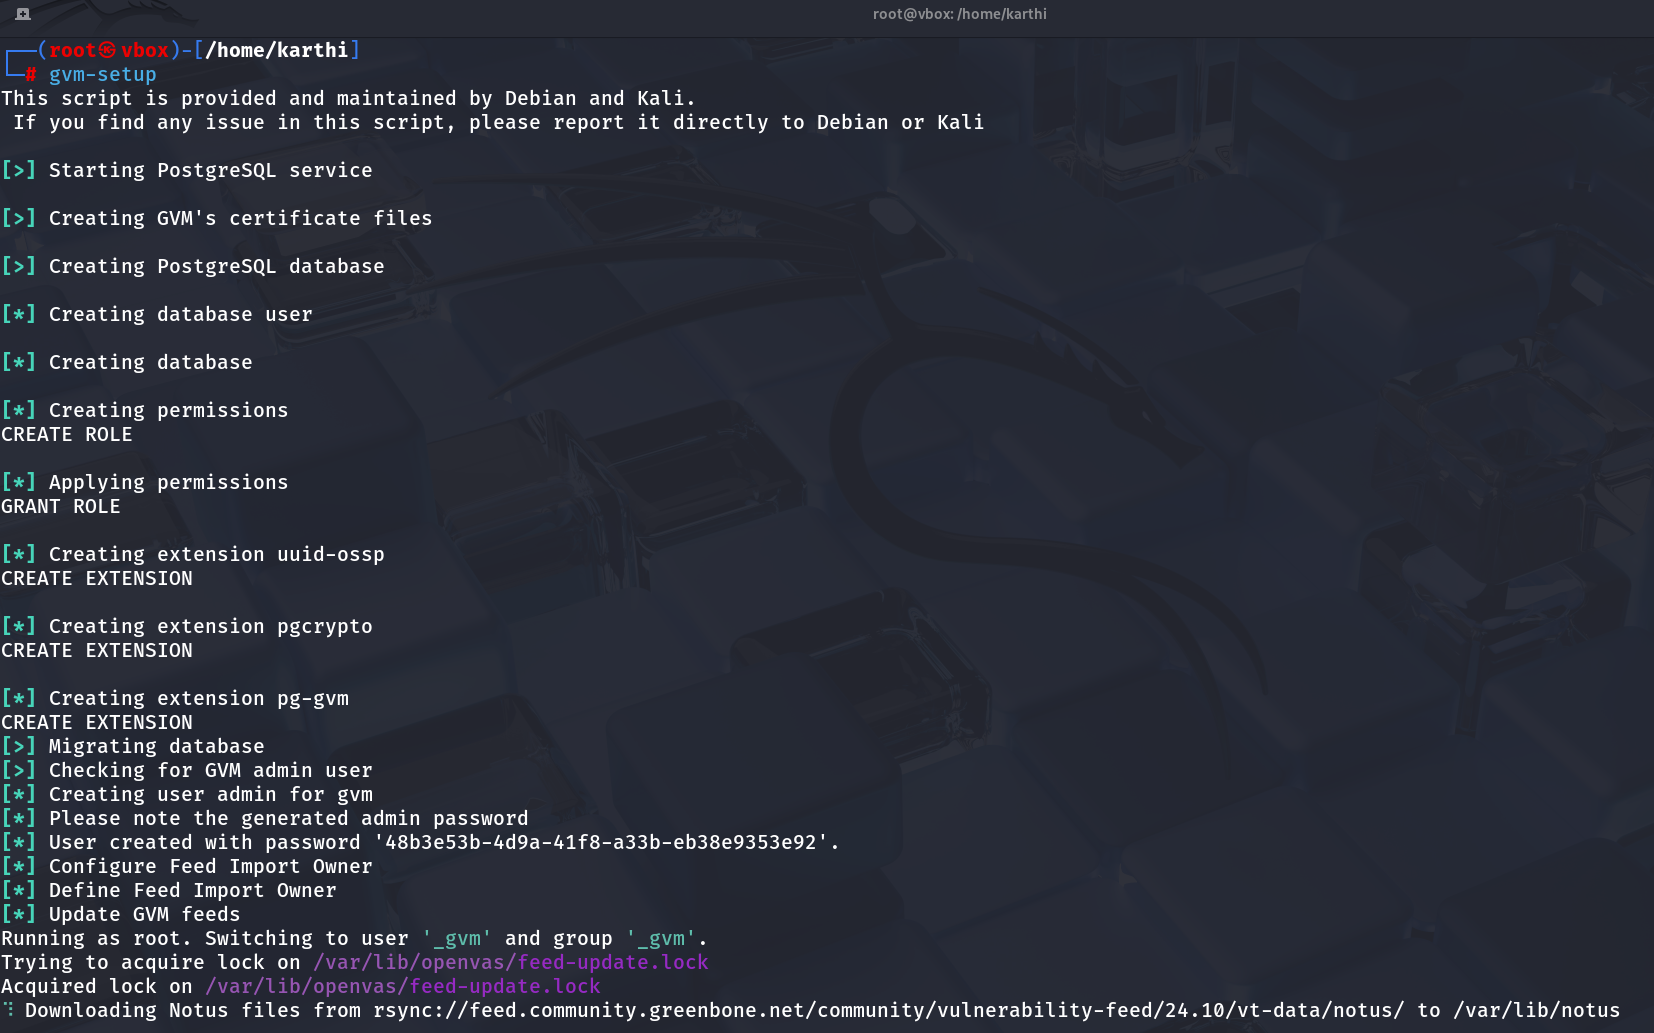 root@vbox: /home/karthi
┌──(root㉿vbox)-[/home/karthi]
└─# gvm-setup
This script is provided and maintained by Debian and Kali.
 If you find any issue in this script, please report it directly to Debian or Kali
[>] Starting PostgreSQL service
[>] Creating GVM's certificate files
[>] Creating PostgreSQL database
[*] Creating database user
[*] Creating database
[*] Creating permissions
CREATE ROLE
[*] Applying permissions
GRANT ROLE
[*] Creating extension uuid-ossp
CREATE EXTENSION
[*] Creating extension pgcrypto
CREATE EXTENSION
[*] Creating extension pg-gvm
CREATE EXTENSION
[>] Migrating database
[>] Checking for GVM admin user
[*] Creating user admin for gvm
[*] Please note the generated admin password
[*] User created with password '48b3e53b-4d9a-41f8-a33b-eb38e9353e92'.
[*] Configure Feed Import Owner
[*] Define Feed Import Owner
[*] Update GVM feeds
Running as root. Switching to user '_gvm' and group '_gvm'.
Trying to acquire lock on /var/lib/openvas/feed-update.lock
Acquired lock on /var/lib/openvas/feed-update.lock
⠹ Downloading Notus files from rsync://feed.community.greenbone.net/community/vulnerability-feed/24.10/vt-data/notus/ to /var/lib/notus